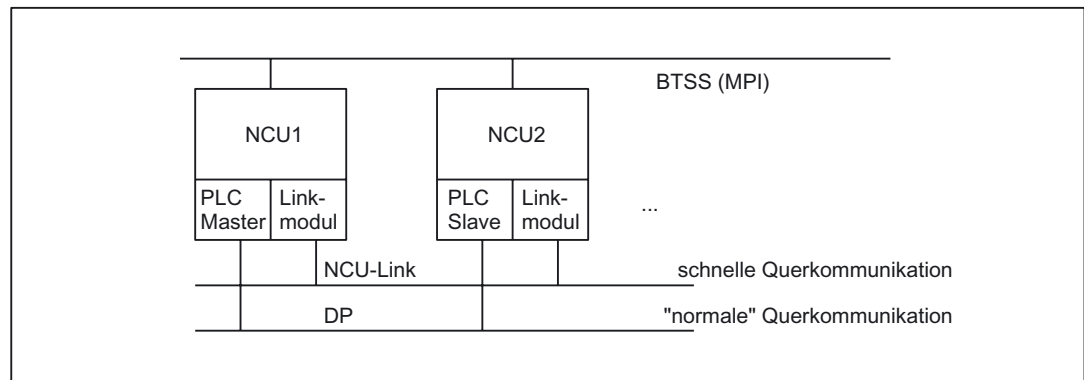 BTSS (MPI)
NCU1
NCU2
PLC
Master
Link-
modul
PLC
Slave
Link-
modul
...
NCU-Link
schnelle Querkommunikation
DP
"normale" Querkommunikation